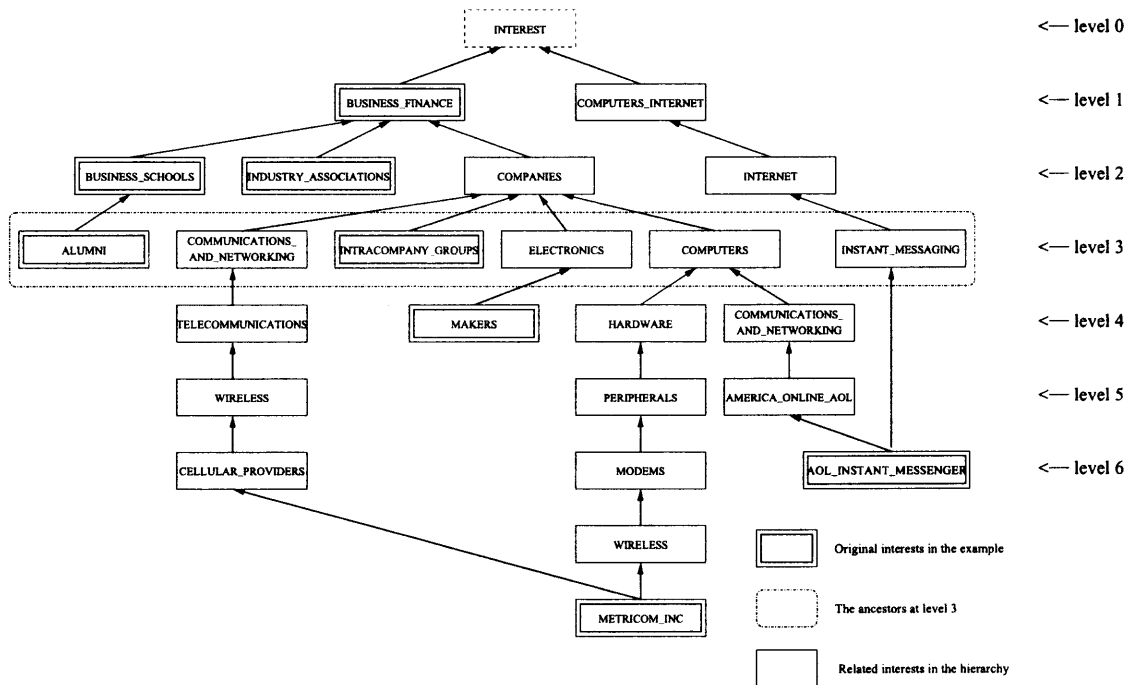 INTEREST
<— level 0
BUSINESS_FINANCE
COMPUTERS_INTERNET
<— level 1
BUSINESS_SCHOOLS
INDUSTRY_ASSOCIATIONS
COMPANIES
INTERNET
<— level 2
ALUMNI
COMMUNICATIONS_
AND_NETWORKING
INTRACOMPANY_GROUPS
ELECTRONICS
COMPUTERS
INSTANT_MESSAGING
<— level 3
TELECOMMUNICATIONS
MAKERS
HARDWARE
COMMUNICATIONS_
AND_NETWORKING
<— level 4
WIRELESS
PERIPHERALS
AMERICA_ONLINE_AOL
<— level 5
CELLULAR_PROVIDERS
MODEMS
AOL_INSTANT_MESSENGER
<— level 6
WIRELESS
Original interests in the example
METRICOM_INC
The ancestors at level 3
Related interests in the hierarchy